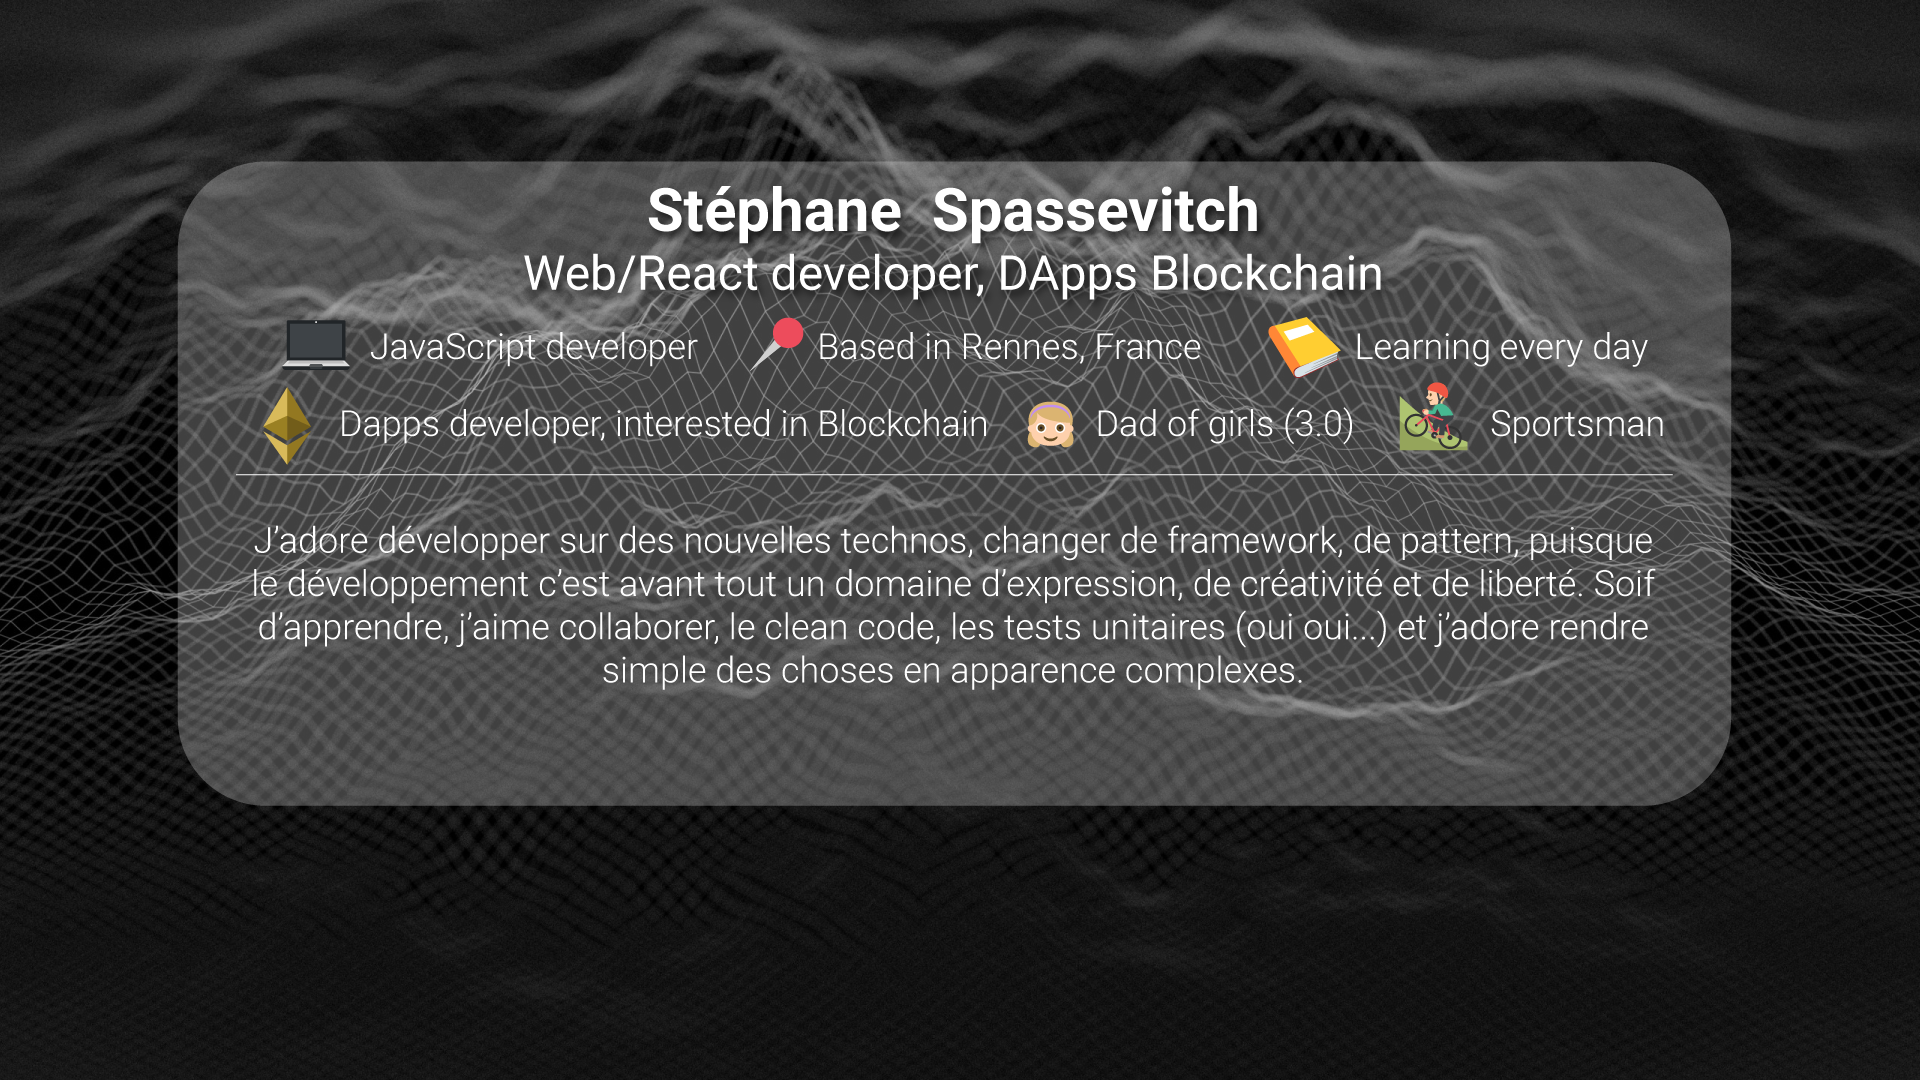 Stéphane Spassevitch
Web/React developer, DApps Blockchain
JavaScript developer Based in Rennes, France Learning every day
Dapps developer, interested in Blockchain Dad of girls (3.0) Sportsman
J’adore développer sur des nouvelles technos, changer de framework, de pattern, puisque
le développement c’est avant tout un domaine d’expression, de créativité et de liberté. Soif
d’apprendre, j’aime collaborer, le clean code, les tests unitaires (oui oui...) et j’adore rendre
simple des choses en apparence complexes.